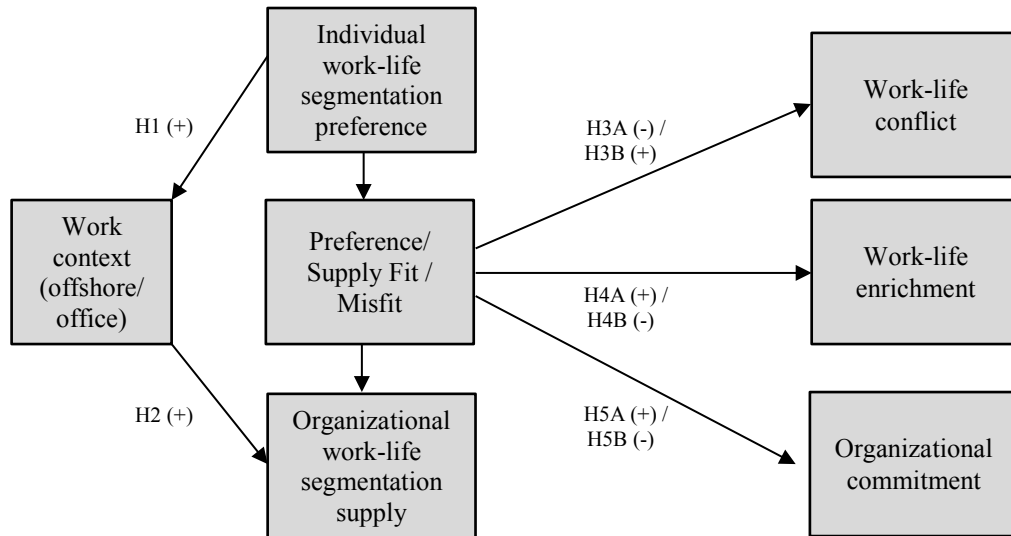 Individual
work-life
segmentation
preference
H1 (+)
Work
context
(offshore/
office)
H2 (+)
Preference/
Supply Fit /
Misfit
Organizational
work-life
segmentation
supply
H3A (-) /
H3B (+)
H4A (+) /
H4B (-)
H5A (+) /
H5B (-)
Work-life
conflict
Work-life
enrichment
Organizational
commitment